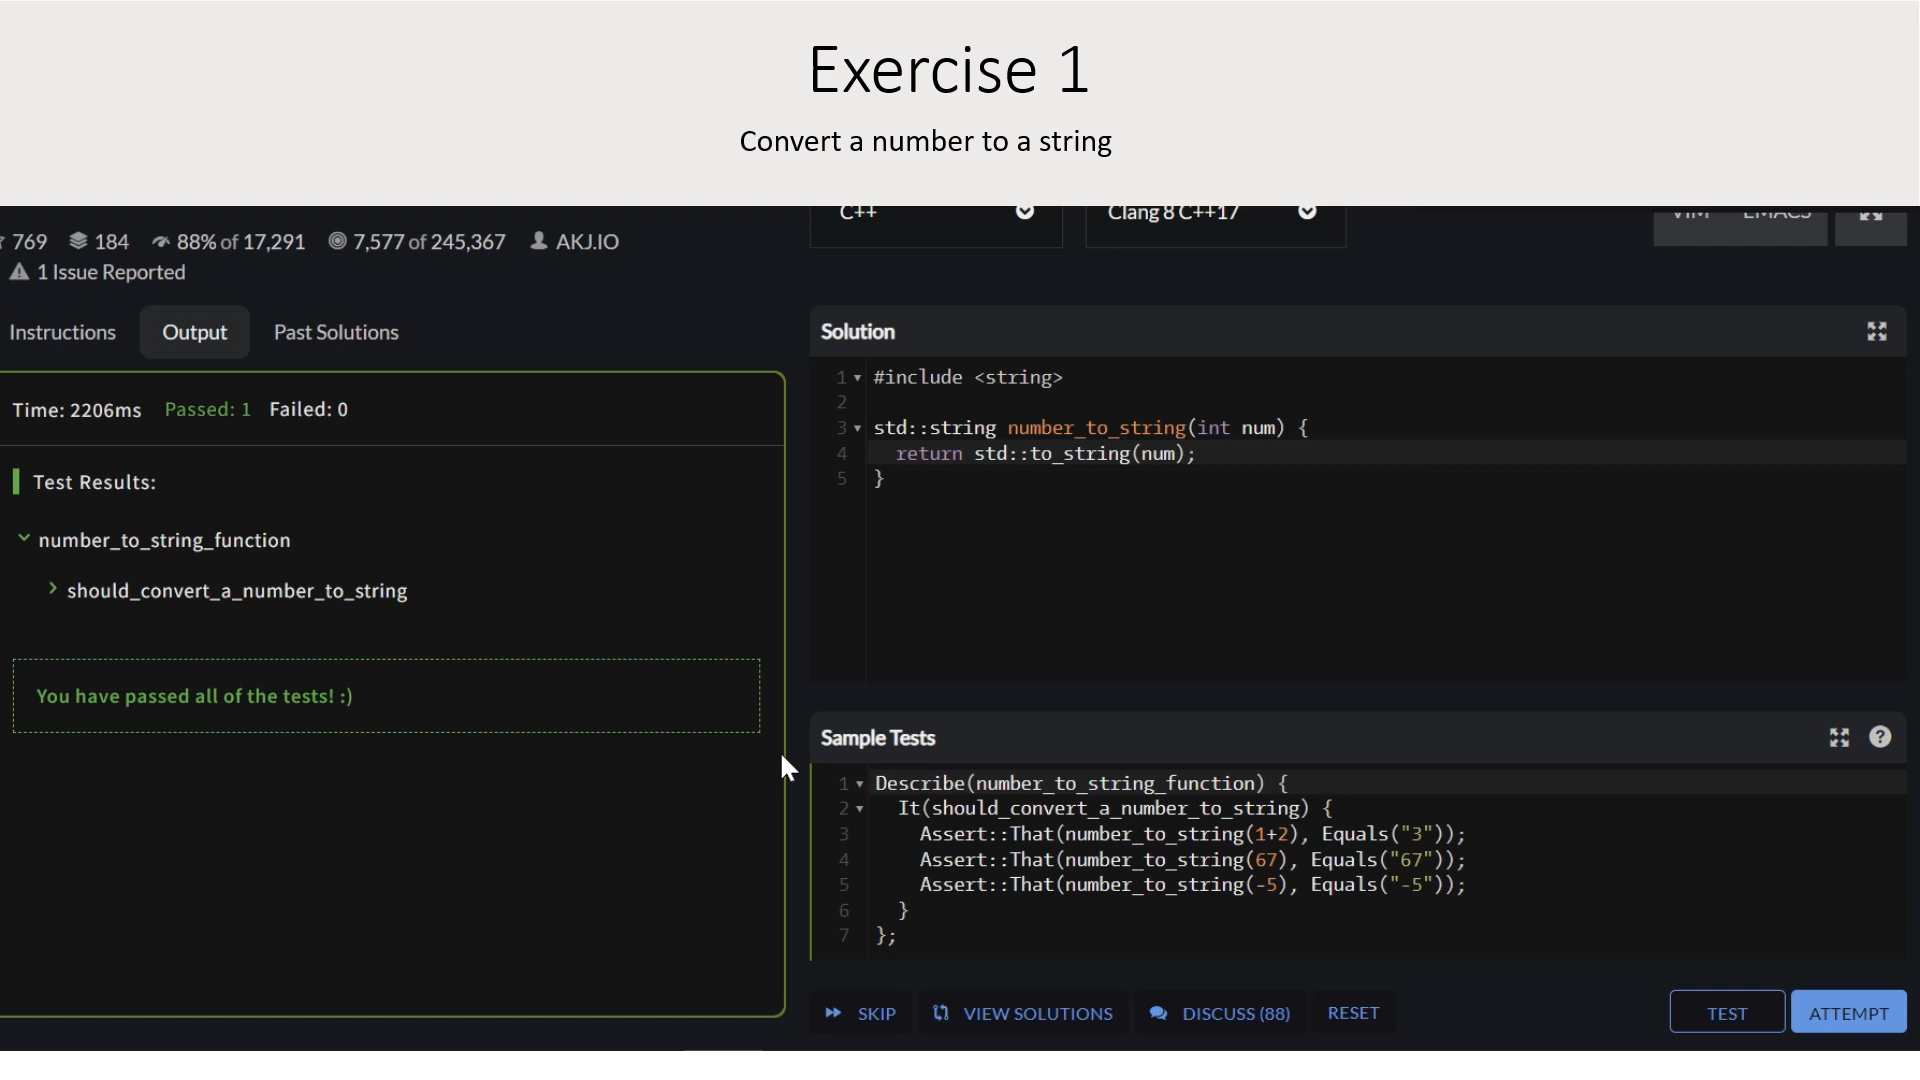 Exercise 1
Convert a number to a string
C++
Clang 8 C++17
VIM EMACS
769 184 88% of 17,291 7,577 of 245,367 AKJ.IO
1 Issue Reported
Instructions Output Past Solutions
Time: 2206ms Passed: 1 Failed: 0
Test Results:
number_to_string_function
should_convert_a_number_to_string
You have passed all of the tests! :)
Solution
1 #include <string>
2
3 std::string number_to_string(int num) {
4 return std::to_string(num);
5 }
Sample Tests
1 Describe(number_to_string_function) {
2 It(should_convert_a_number_to_string) {
3 Assert::That(number_to_string(1+2), Equals("3"));
4 Assert::That(number_to_string(67), Equals("67"));
5 Assert::That(number_to_string(-5), Equals("-5"));
6 }
7 };
SKIP VIEW SOLUTIONS DISCUSS (88) RESET TEST ATTEMPT